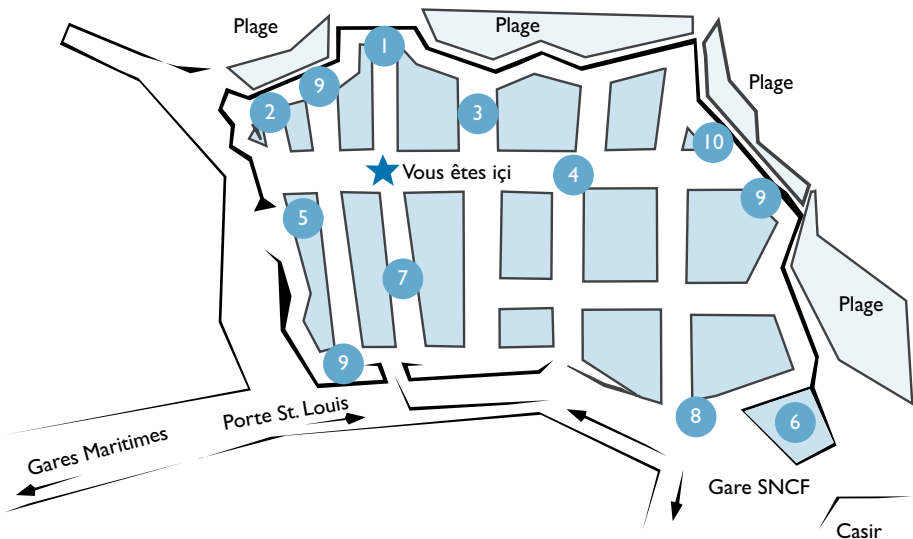 Plage
Plage
1
Plage
9
2
3
10
Vous êtes içi
4
9
5
7
Plage
9
Porte St. Louis
8
6
Gares Maritimes
Gare SNCF
Casir